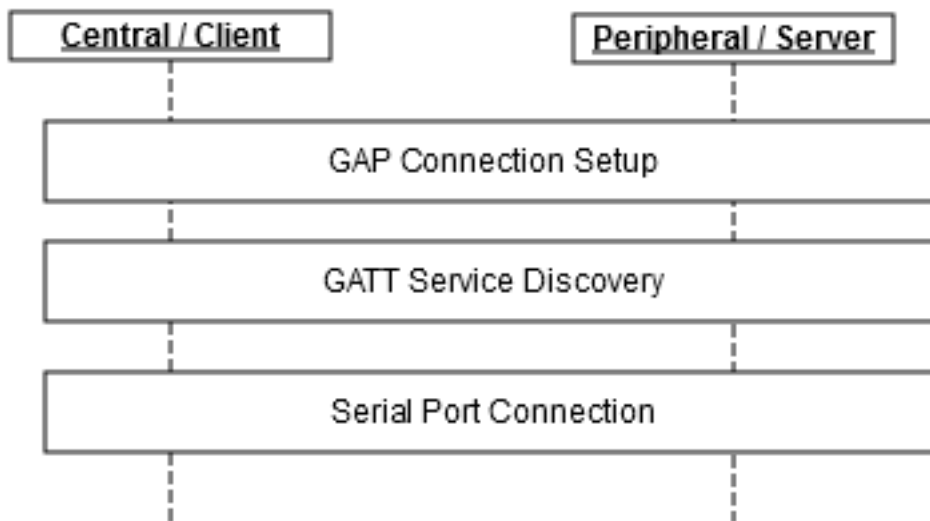 Central / Client
Peripheral / Server
GAP Connection Setup
GATT Service Discovery
Serial Port Connection